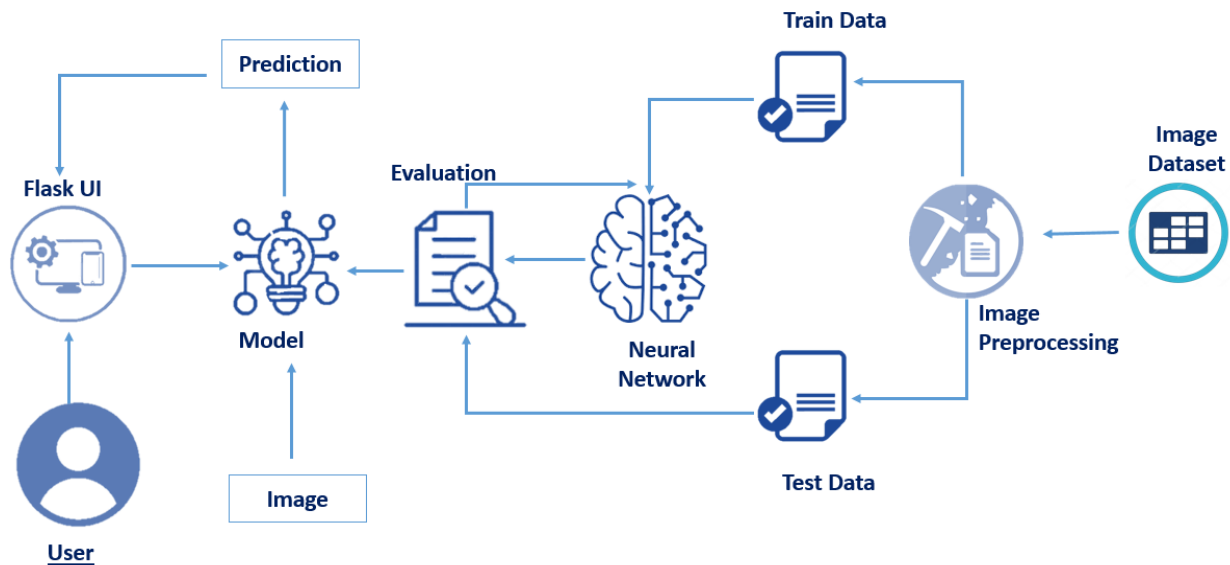 Train Data
Prediction
Image
Dataset
Evaluation
Flask UI
Image
Preprocessing
Model
Neural
Network
Test Data
Image
User